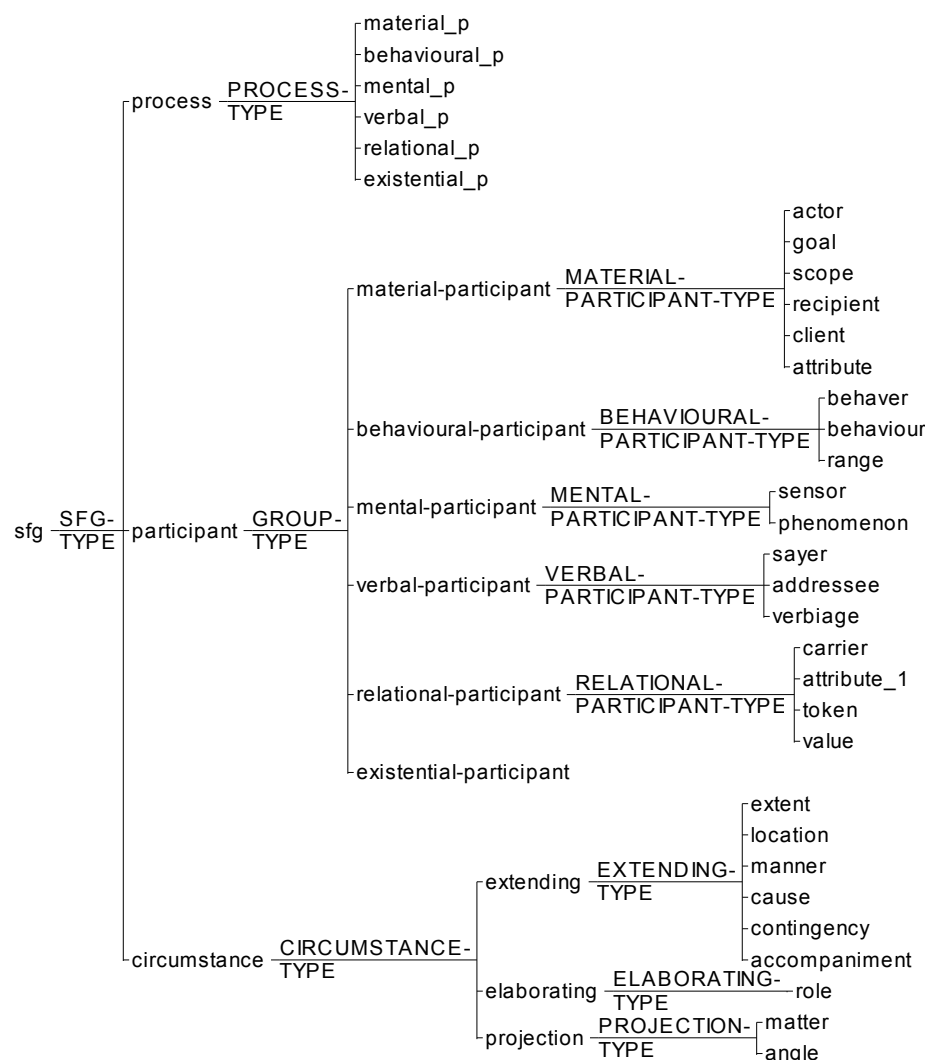 material_p
behavioural_p
mental_p
verbal_p
relational_p
existential_p
process PROCESS-
TYPE
actor
goal
scope
recipient
client
attribute
material-participant MATERIAL-
PARTICIPANT-TYPE
behaver
behaviour
range
behavioural-participant BEHAVIOURAL-
PARTICIPANT-TYPE
sensor
phenomenon
mental-participant MENTAL-
PARTICIPANT-TYPE
sfg SFG-
TYPE
participant GROUP-
TYPE
sayer
addressee
verbiage
verbal-participant VERBAL-
PARTICIPANT-TYPE
carrier
attribute_1
token
value
relational-participant RELATIONAL-
PARTICIPANT-TYPE
existential-participant
extent
location
manner
cause
contingency
accompaniment
extending EXTENDING-
TYPE
circumstance CIRCUMSTANCE-
TYPE
elaborating ELABORATING-
TYPE
role
projection PROJECTION-
TYPE
matter
angle